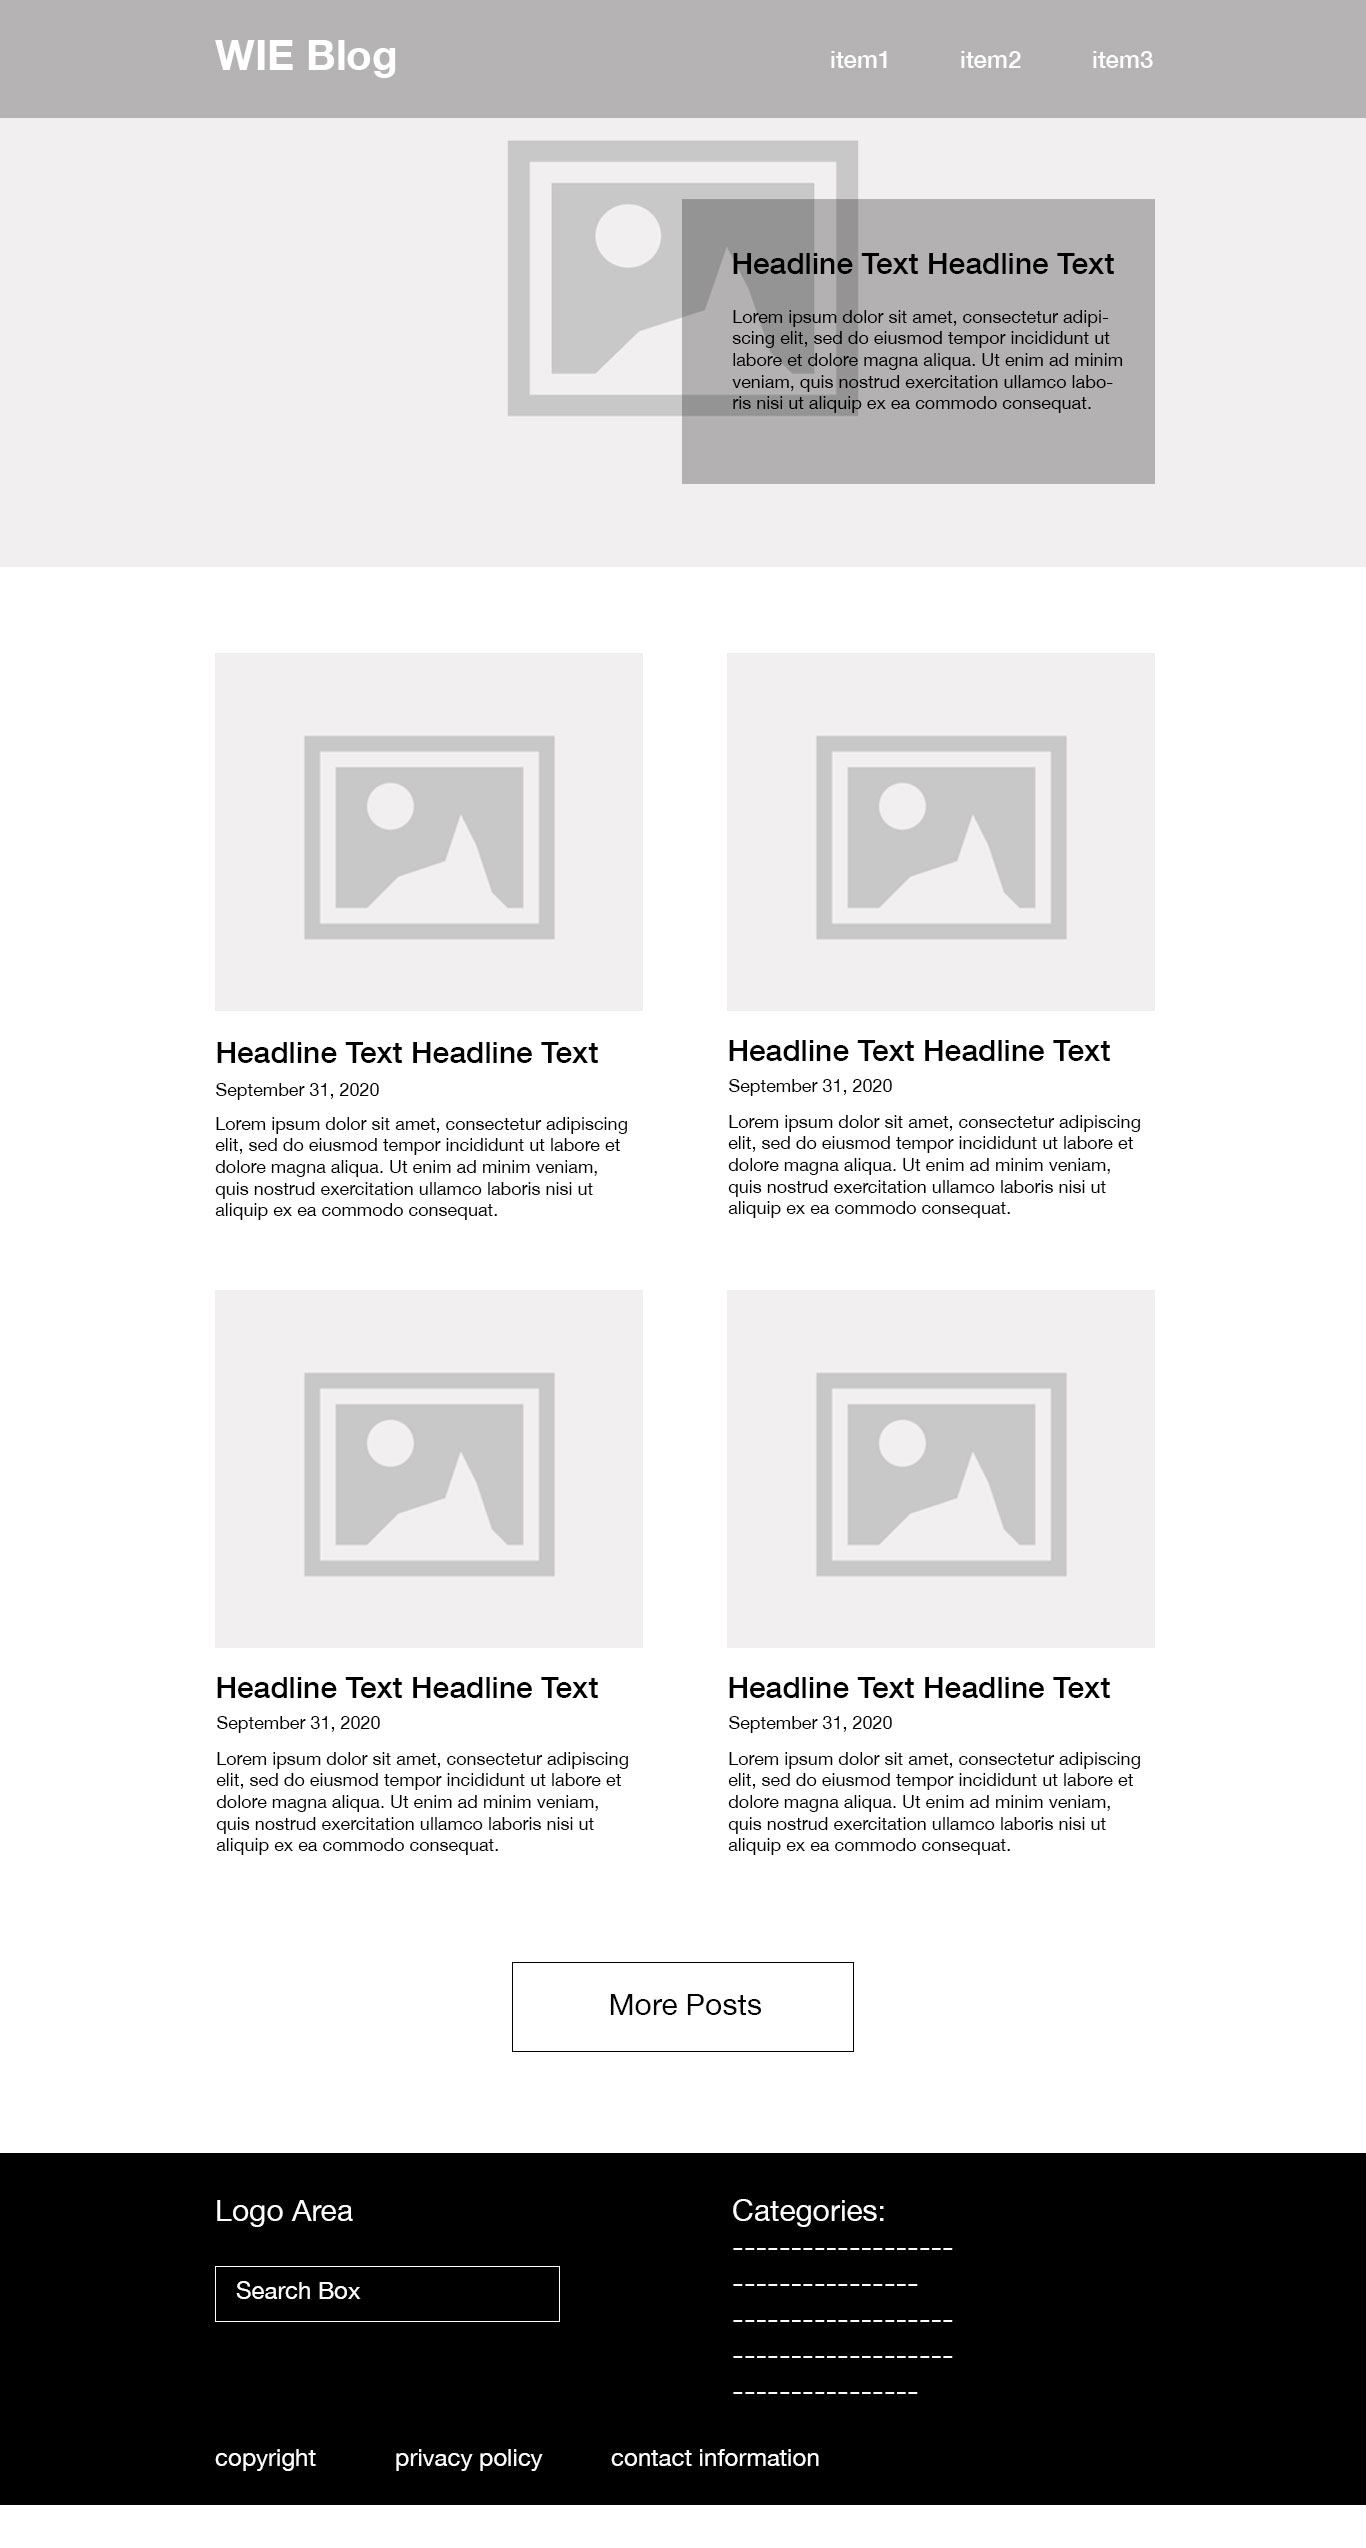 WIE Blog
item1 item2 item3
Headline Text Headline Text
Lorem ipsum dolor sit amet, consectetur adipi-
scing elit, sed do eiusmod tempor incididunt ut
labore et dolore magna aliqua. Ut enim ad minim
veniam, quis nostrud exercitation ullamco labo-
ris nisi ut aliquip ex ea commodo consequat.
Headline Text Headline Text
September 31, 2020
Lorem ipsum dolor sit amet, consectetur adipiscing
elit, sed do eiusmod tempor incididunt ut labore et
dolore magna aliqua. Ut enim ad minim veniam,
quis nostrud exercitation ullamco laboris nisi ut
aliquip ex ea commodo consequat.
Headline Text Headline Text
September 31, 2020
Lorem ipsum dolor sit amet, consectetur adipiscing
elit, sed do eiusmod tempor incididunt ut labore et
dolore magna aliqua. Ut enim ad minim veniam,
quis nostrud exercitation ullamco laboris nisi ut
aliquip ex ea commodo consequat.
Headline Text Headline Text
September 31, 2020
Lorem ipsum dolor sit amet, consectetur adipiscing
elit, sed do eiusmod tempor incididunt ut labore et
dolore magna aliqua. Ut enim ad minim veniam,
quis nostrud exercitation ullamco laboris nisi ut
aliquip ex ea commodo consequat.
Headline Text Headline Text
September 31, 2020
Lorem ipsum dolor sit amet, consectetur adipiscing
elit, sed do eiusmod tempor incididunt ut labore et
dolore magna aliqua. Ut enim ad minim veniam,
quis nostrud exercitation ullamco laboris nisi ut
aliquip ex ea commodo consequat.
More Posts
Logo Area
Search Box
Categories:
-------------------
----------------
-------------------
-------------------
----------------
copyright privacy policy contact information